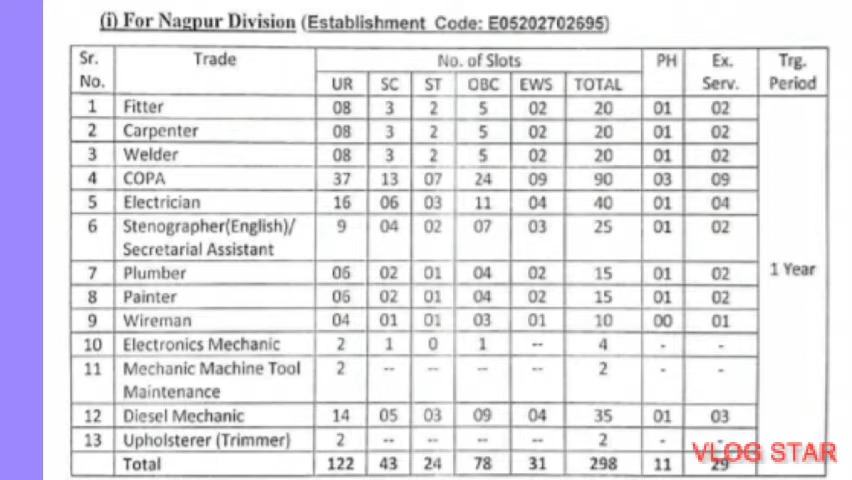 (i) For Nagpur Division (Establishment Code: E05202702695)
Sr. No. Trade No. of Slots PH Ex. Serv. Trg. Period
UR SC ST OBC EWS TOTAL
1 Fitter 08 3 2 5 02 20 01 02
2 Carpenter 08 3 2 5 02 20 01 02
3 Welder 08 3 2 5 02 20 01 02
4 COPA 37 13 07 24 09 90 03 09
5 Electrician 16 06 03 11 04 40 01 04
6 Stenographer(English)/ 9 04 02 07 03 25 01 02
Secretarial Assistant
7 Plumber 06 02 01 04 02 15 01 02
1 Year
8 Painter 06 02 01 04 02 15 01 02
9 Wireman 04 01 01 03 01 10 00 01
10 Electronics Mechanic 2 1 0 1 -- 4 - -
11 Mechanic Machine Tool 2 -- -- -- -- 2 - -
Maintenance
12 Diesel Mechanic 14 05 03 09 04 35 01 03
13 Upholsterer (Trimmer) 2 -- -- -- -- 2 - -
Total 122 43 24 78 31 298 11 29
VLOG STAR